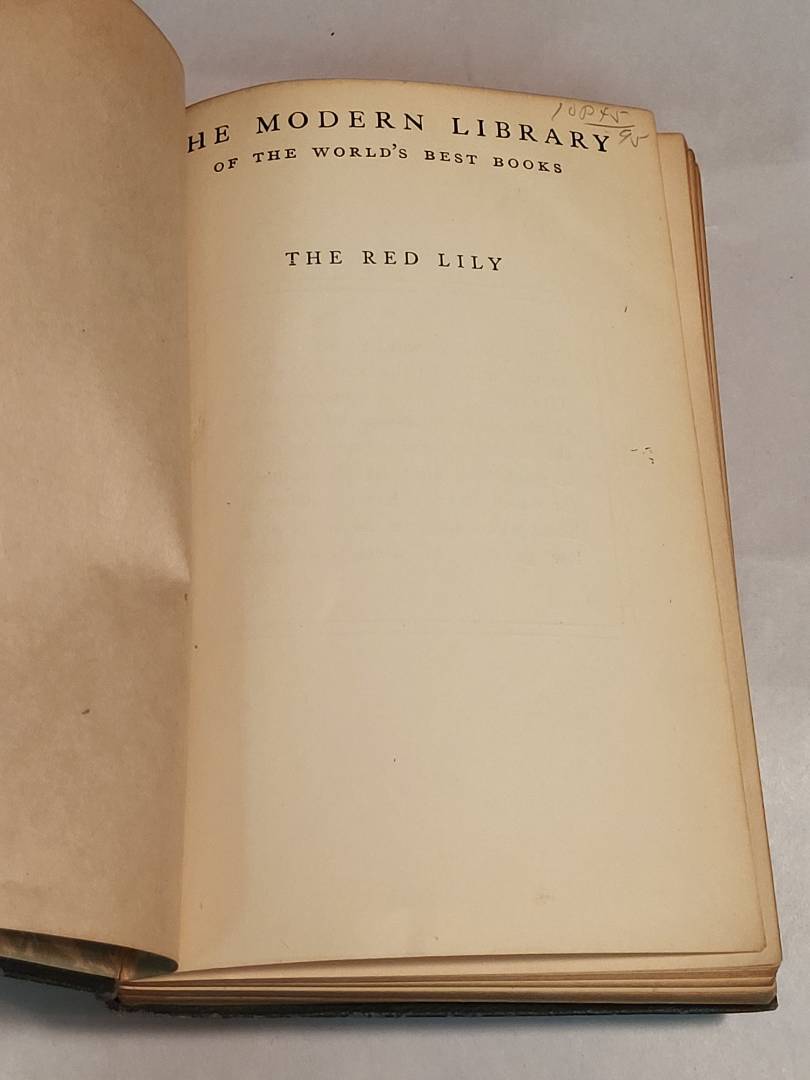 HE MODERN LIBRARY
OF THE WORLD'S BEST BOOKS
THE RED LILY